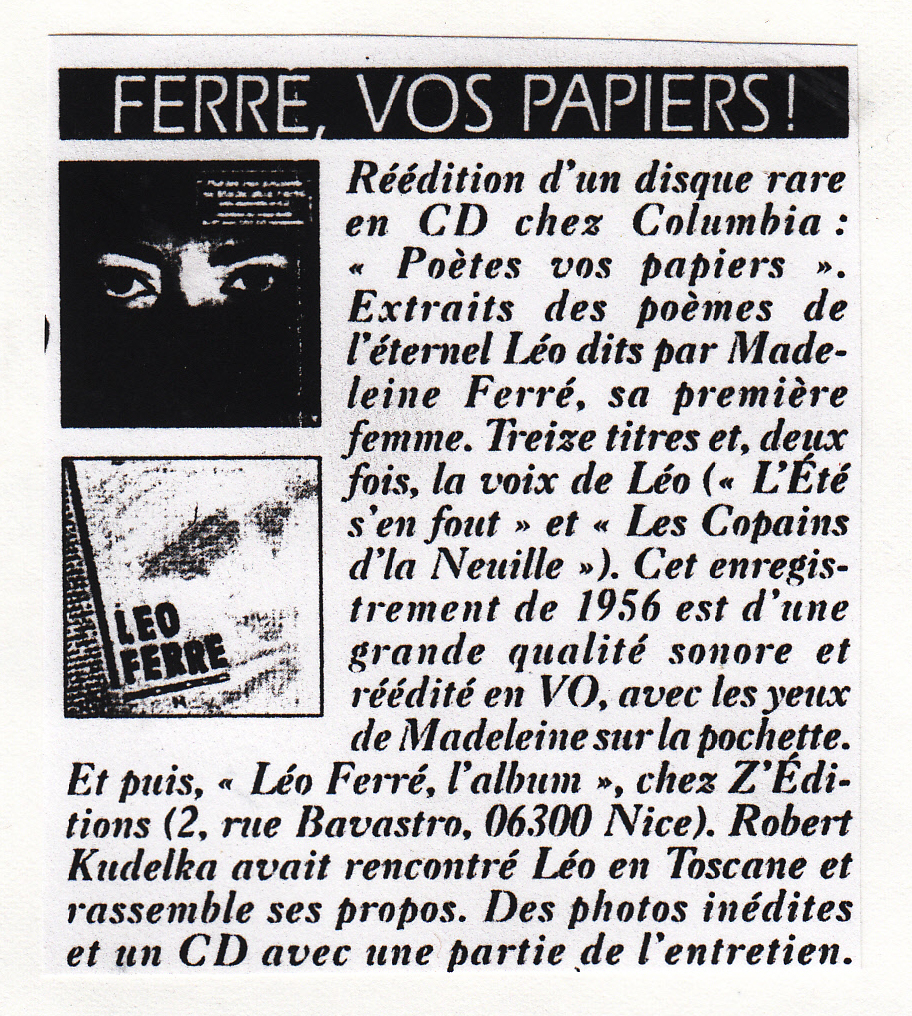 FERRÉ, VOS PAPIERS!
Réédition d'un disque rare
en CD chez Columbia :
« Poètes vos papiers ».
Extraits des poèmes de
l'éternel Léo dits par Made-
leine Ferré, sa première
femme. Treize titres et, deux
fois, la voix de Léo (« L'Été
s'en fout » et « Les Copains
d'la Neuille »). Cet enregis-
trement de 1956 est d'une
grande qualité sonore et
réédité en VO, avec les yeux
de Madeleine sur la pochette.
LEO
FERRE
Et puis, « Léo Ferré, l'album », chez Z'Édi-
tions (2, rue Bavastro, 06300 Nice). Robert
Kudelka avait rencontré Léo en Toscane et
rassemble ses propos. Des photos inédites
et un CD avec une partie de l'entretien.